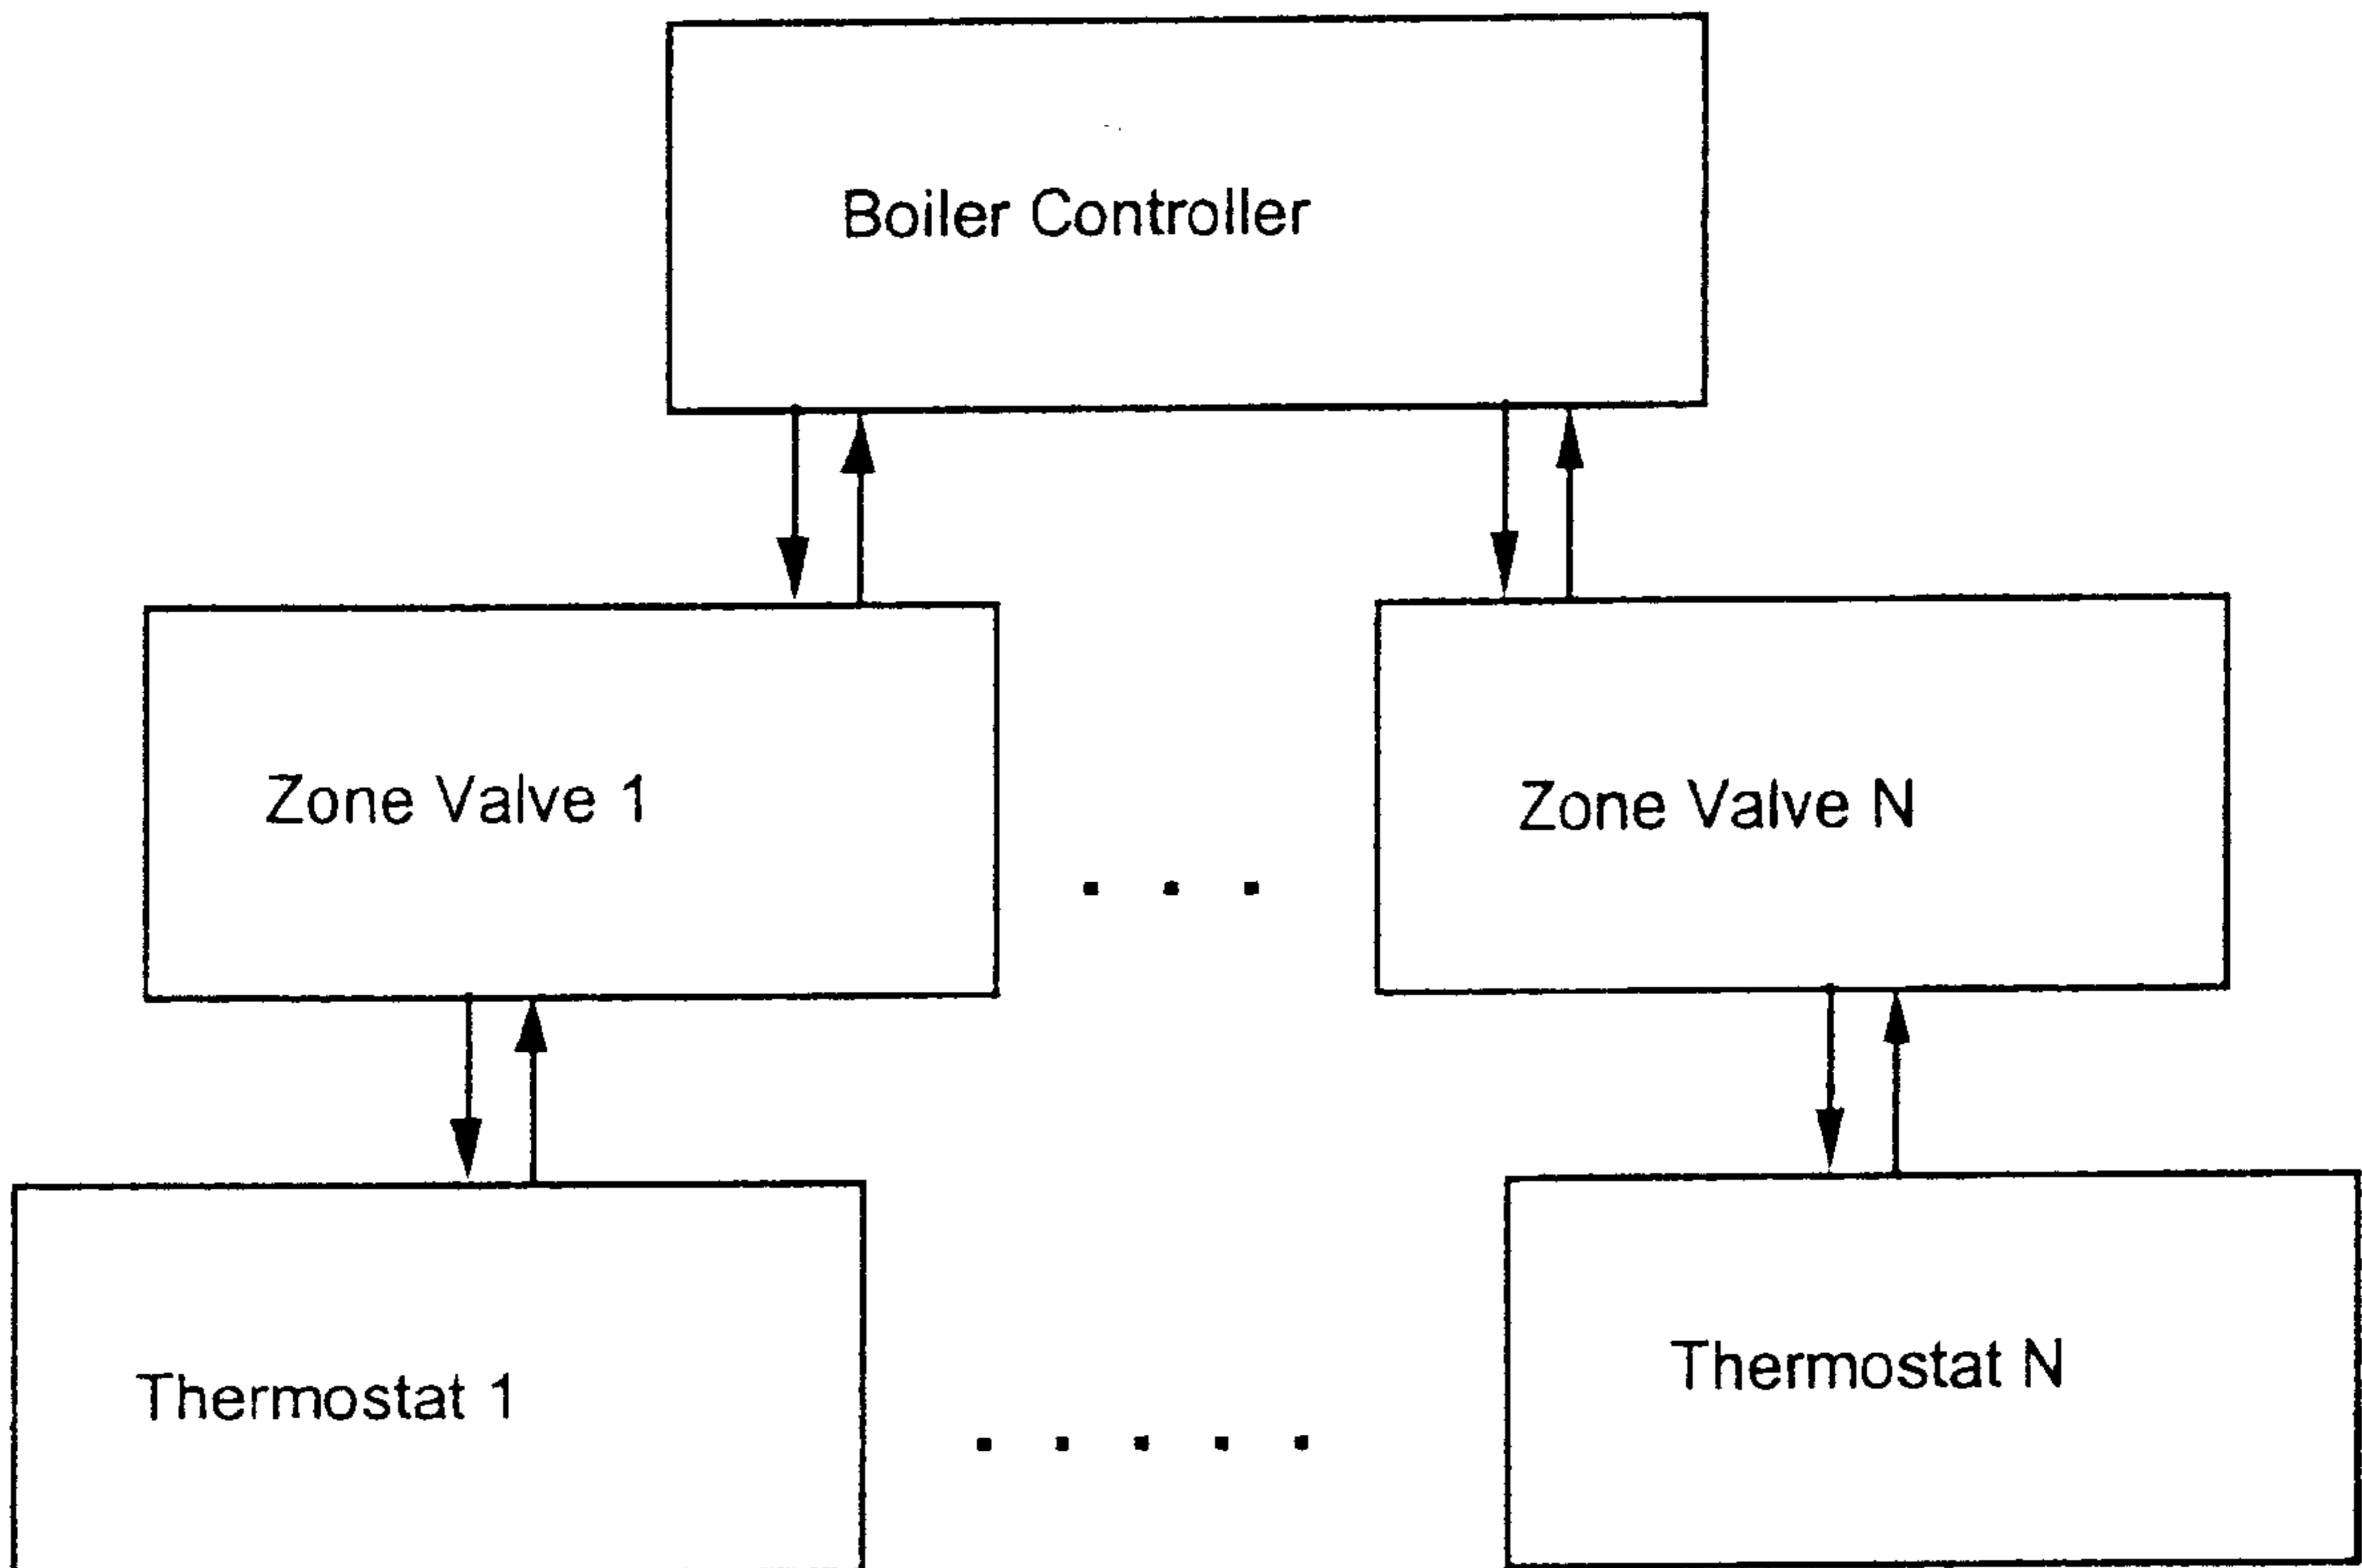 Boiler Controller
Zone Valve 1
Zone Valve N
Thermostat 1
Thermostat N